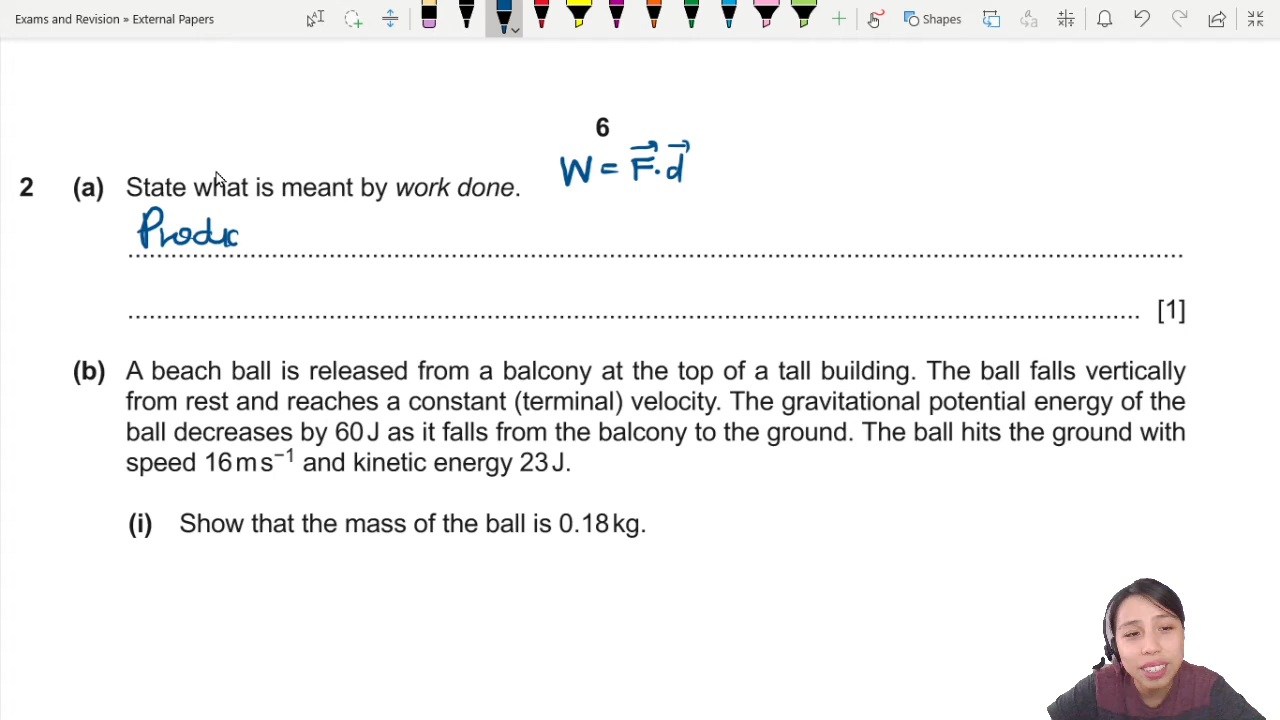 Exams and Revision » External Papers
Shapes
6
W = F⃗ . d⃗
2 (a) State what is meant by work done.
Produc
[1]
(b) A beach ball is released from a balcony at the top of a tall building. The ball falls vertically
from rest and reaches a constant (terminal) velocity. The gravitational potential energy of the
ball decreases by 60 J as it falls from the balcony to the ground. The ball hits the ground with
speed 16 m s⁻¹ and kinetic energy 23 J.
(i) Show that the mass of the ball is 0.18 kg.